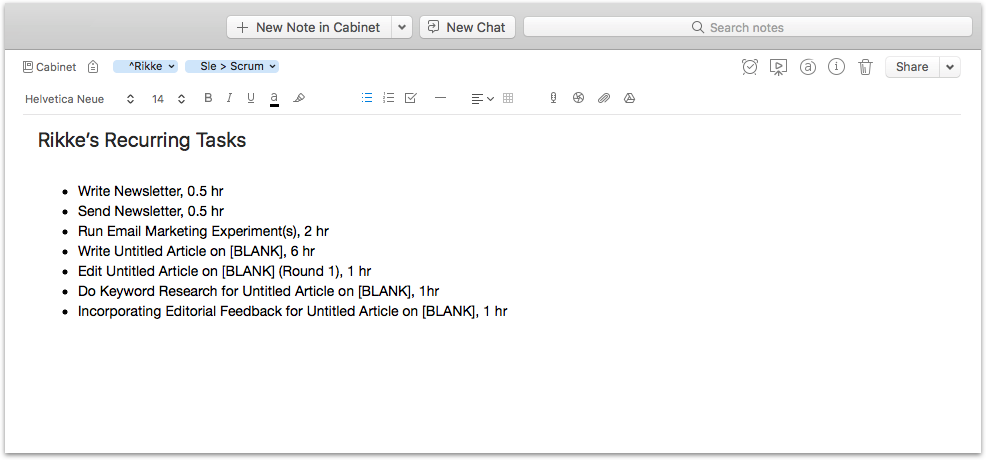 New Note in Cabinet
New Chat
Search notes
Cabinet
^Rikke
Sle > Scrum
Share
Helvetica Neue
14
B I U a
Rikke’s Recurring Tasks
• Write Newsletter, 0.5 hr
• Send Newsletter, 0.5 hr
• Run Email Marketing Experiment(s), 2 hr
• Write Untitled Article on [BLANK], 6 hr
• Edit Untitled Article on [BLANK] (Round 1), 1 hr
• Do Keyword Research for Untitled Article on [BLANK], 1hr
• Incorporating Editorial Feedback for Untitled Article on [BLANK], 1 hr